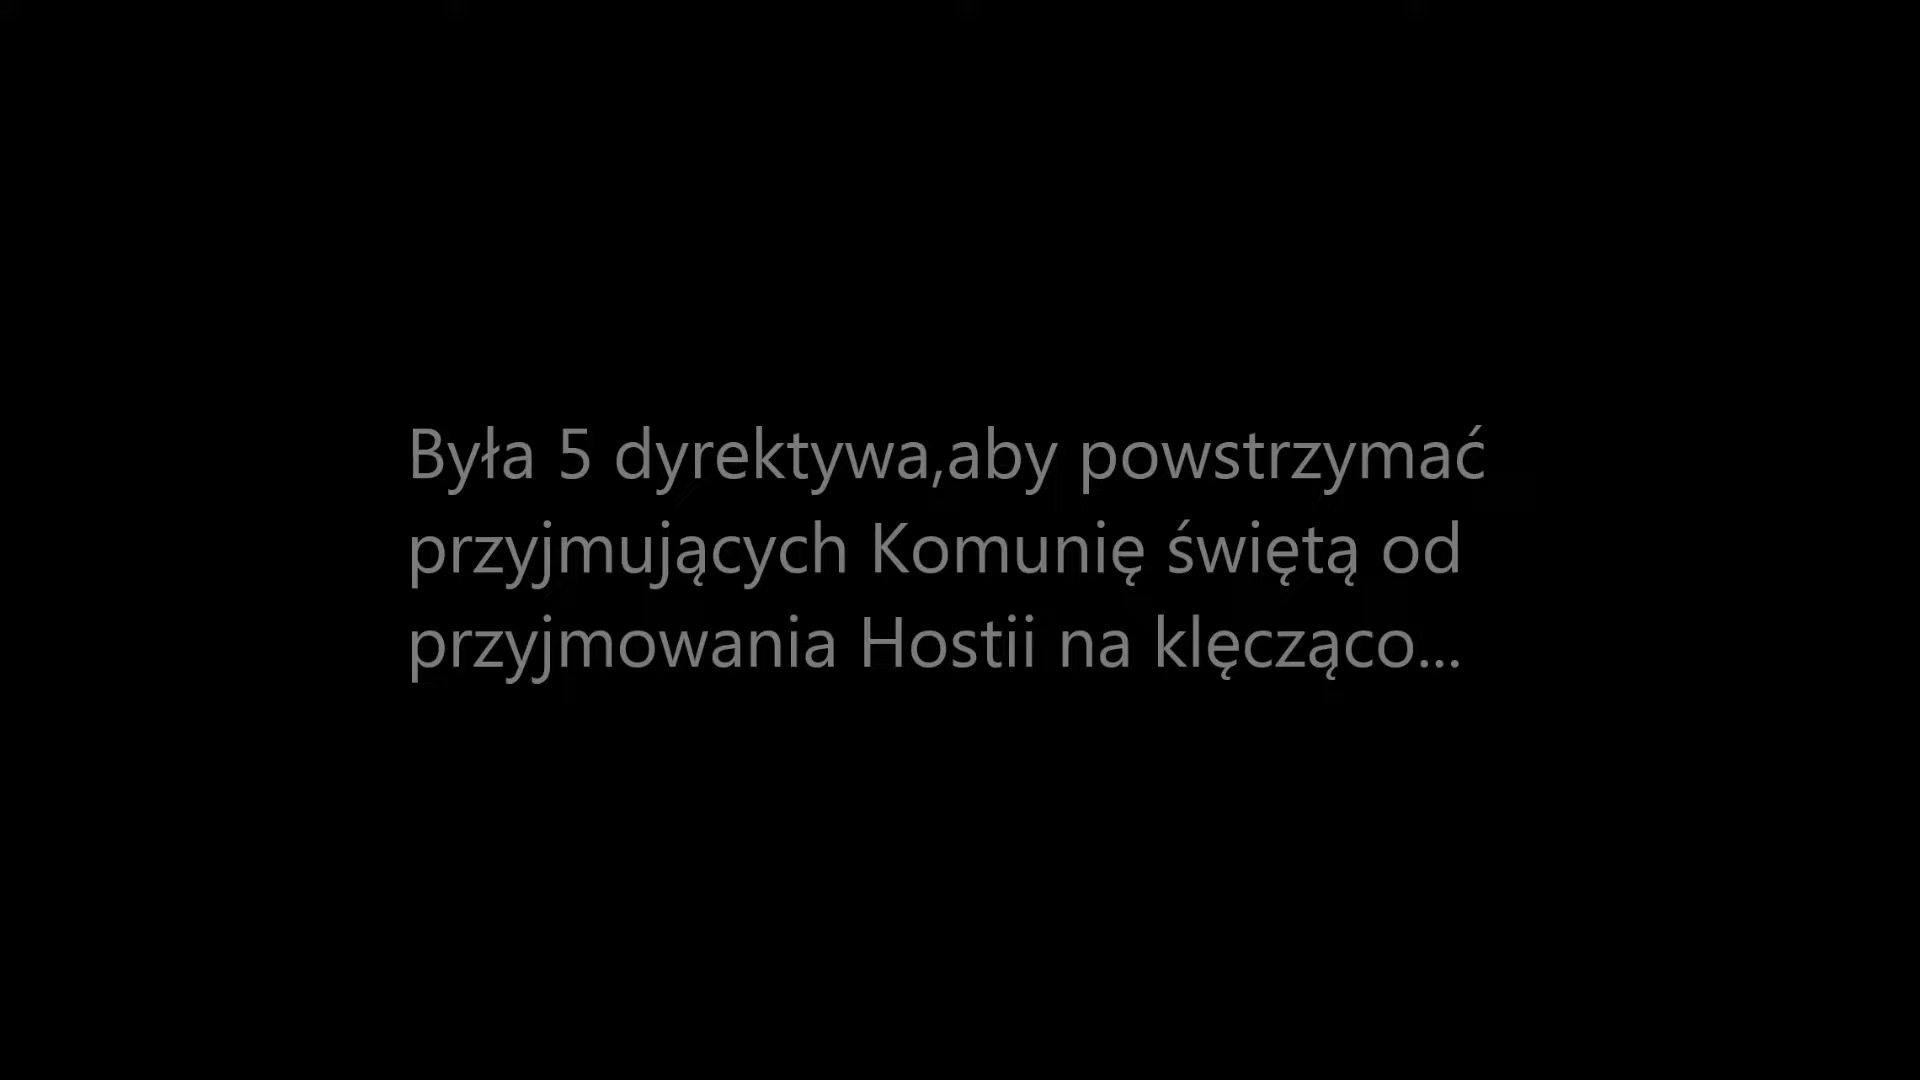 Była 5 dyrektywa,aby powstrzymać
przyjmujących Komunię świętą od
przyjmowania Hostii na klęcząco...